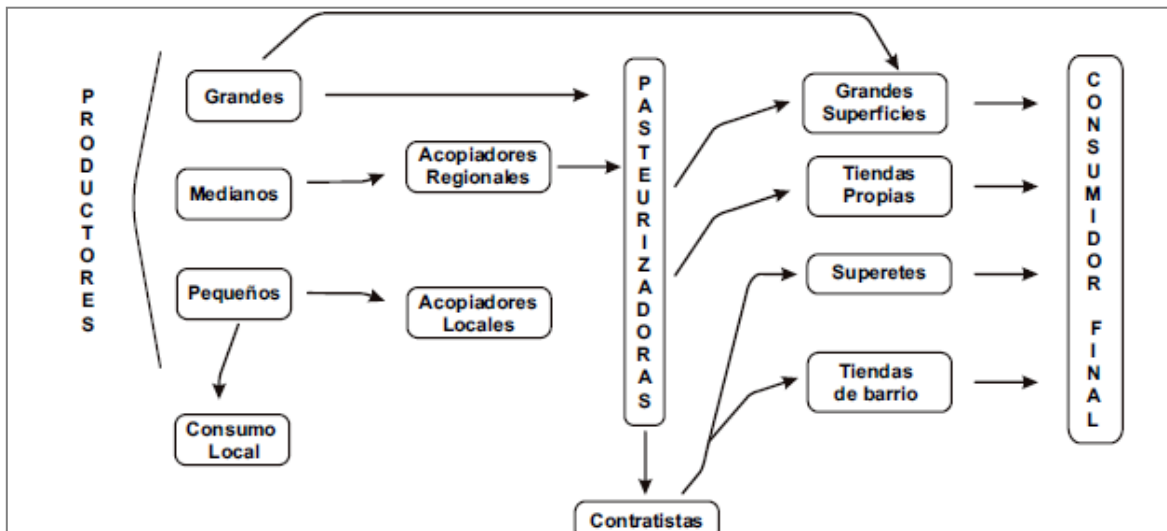 PRODUCTORES
Grandes
Medianos
Pequeños
Consumo
Local
Acopiadores
Regionales
Acopiadores
Locales
PASTEURIZADORAS
Contratistas
Grandes
Superficies
Tiendas
Propias
Superetes
Tiendas
de barrio
CONSUMIDOR FINAL